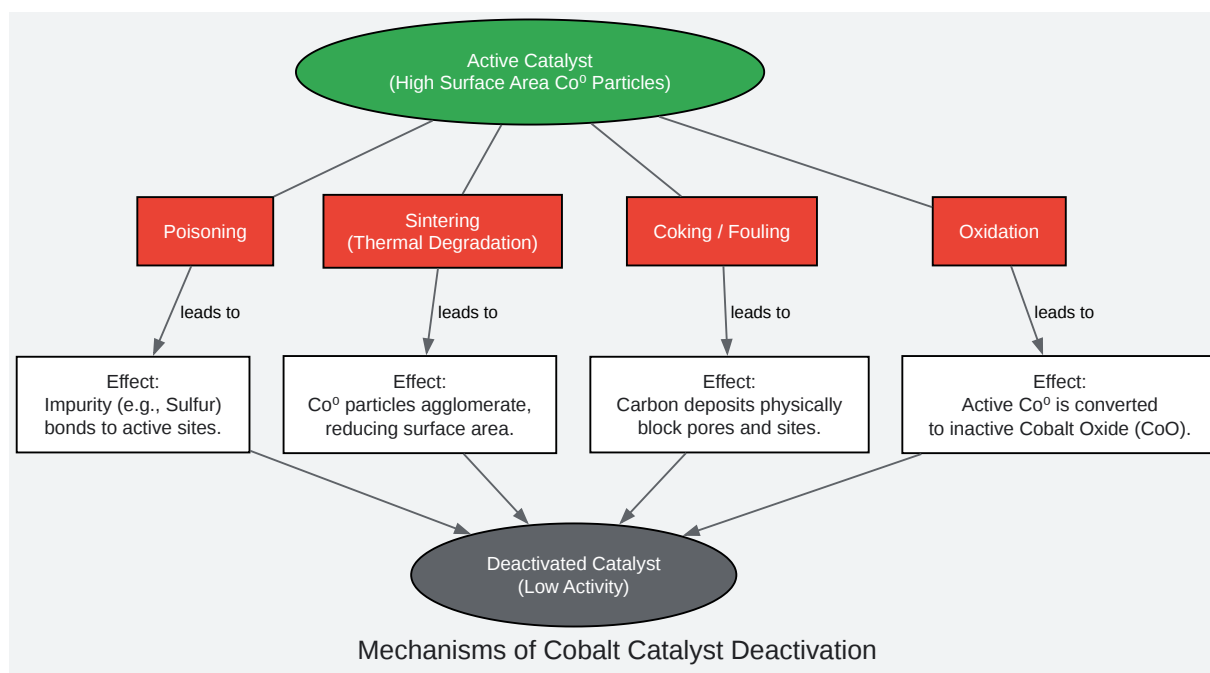 Active Catalyst
(High Surface Area Co⁰ Particles)
Poisoning
Sintering
(Thermal Degradation)
Coking / Fouling
Oxidation
leads to
leads to
leads to
leads to
Effect:
Impurity (e.g., Sulfur)
bonds to active sites.
Effect:
Co⁰ particles agglomerate,
reducing surface area.
Effect:
Carbon deposits physically
block pores and sites.
Effect:
Active Co⁰ is converted
to inactive Cobalt Oxide (CoO).
Deactivated Catalyst
(Low Activity)
Mechanisms of Cobalt Catalyst Deactivation